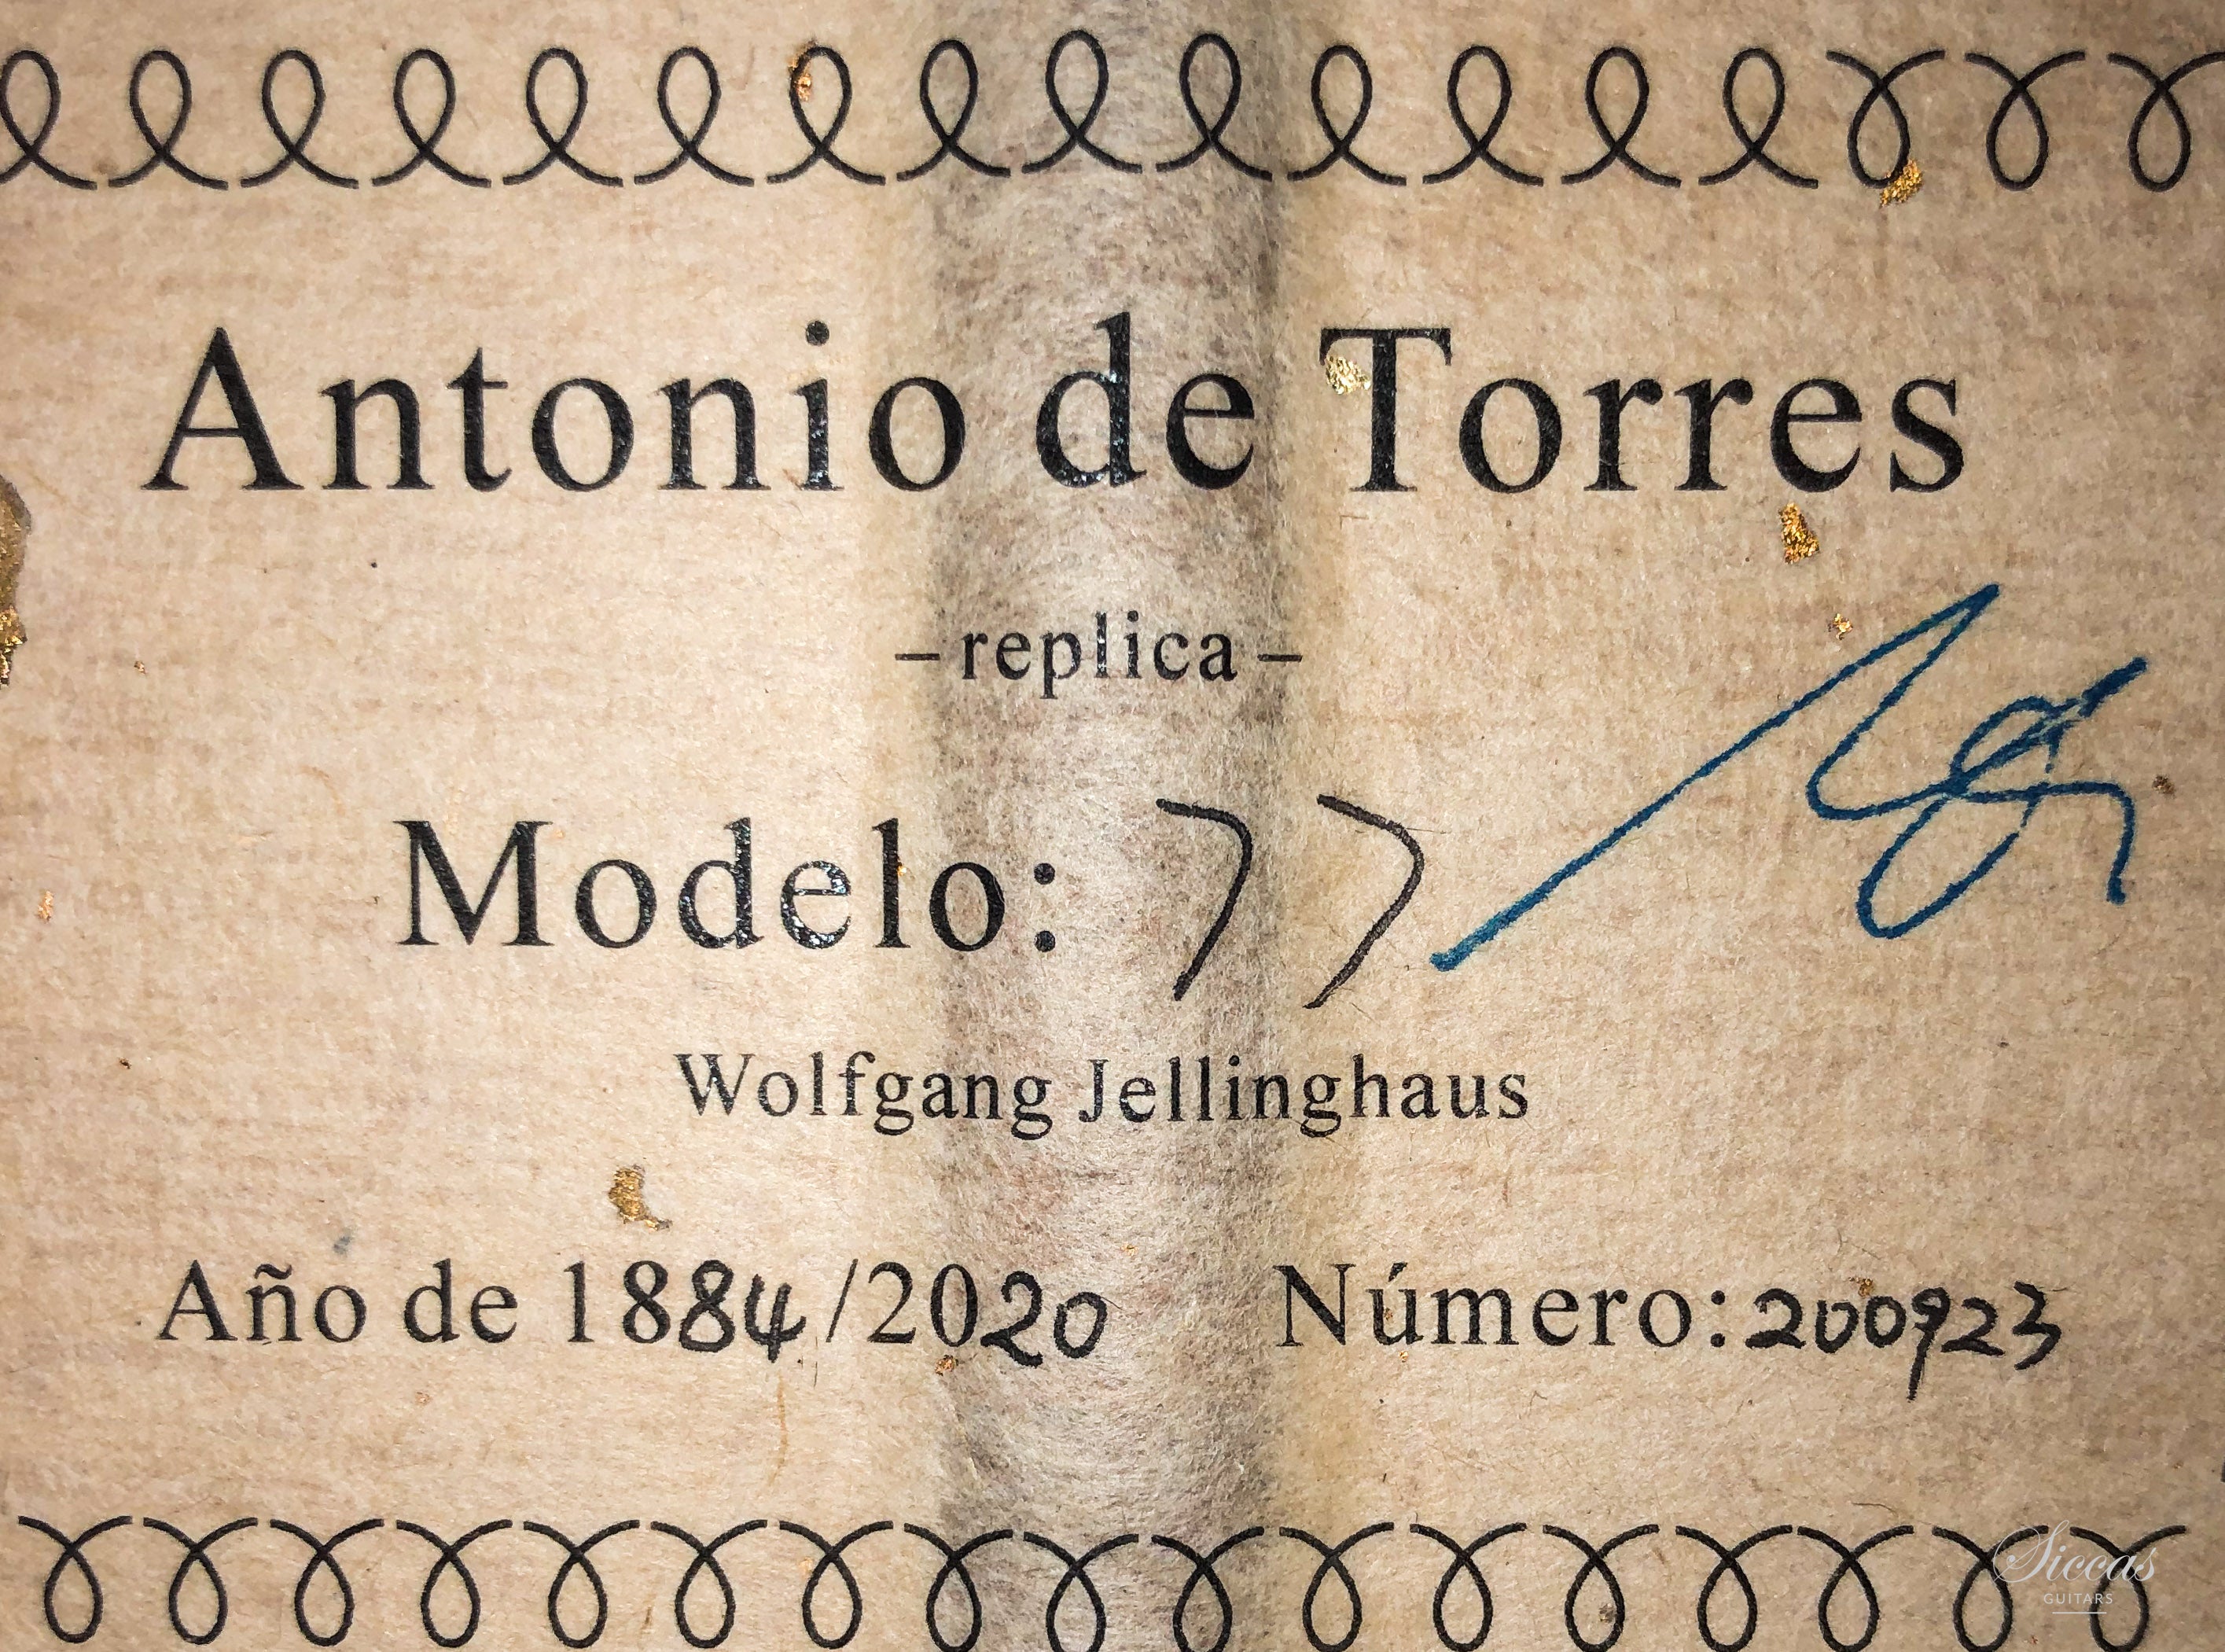 Antonio de Torres
– replica –
Modelo: 77
Wolfgang Jellinghaus
Año de 1884/2020 Número: 200923
Siccas
GUITARS